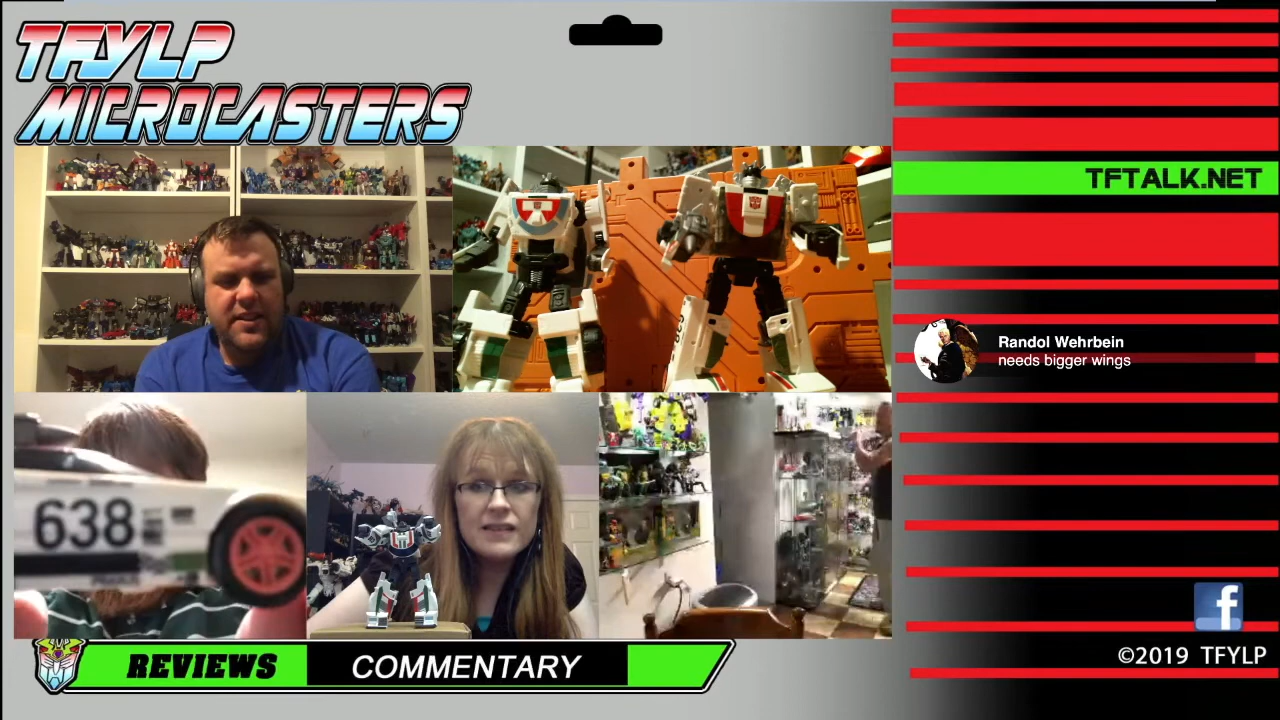 TFYLP
MICROCASTERS
TFTALK.NET
Randol Wehrbein
needs bigger wings
638
REVIEWS
COMMENTARY
f
©2019 TFYLP